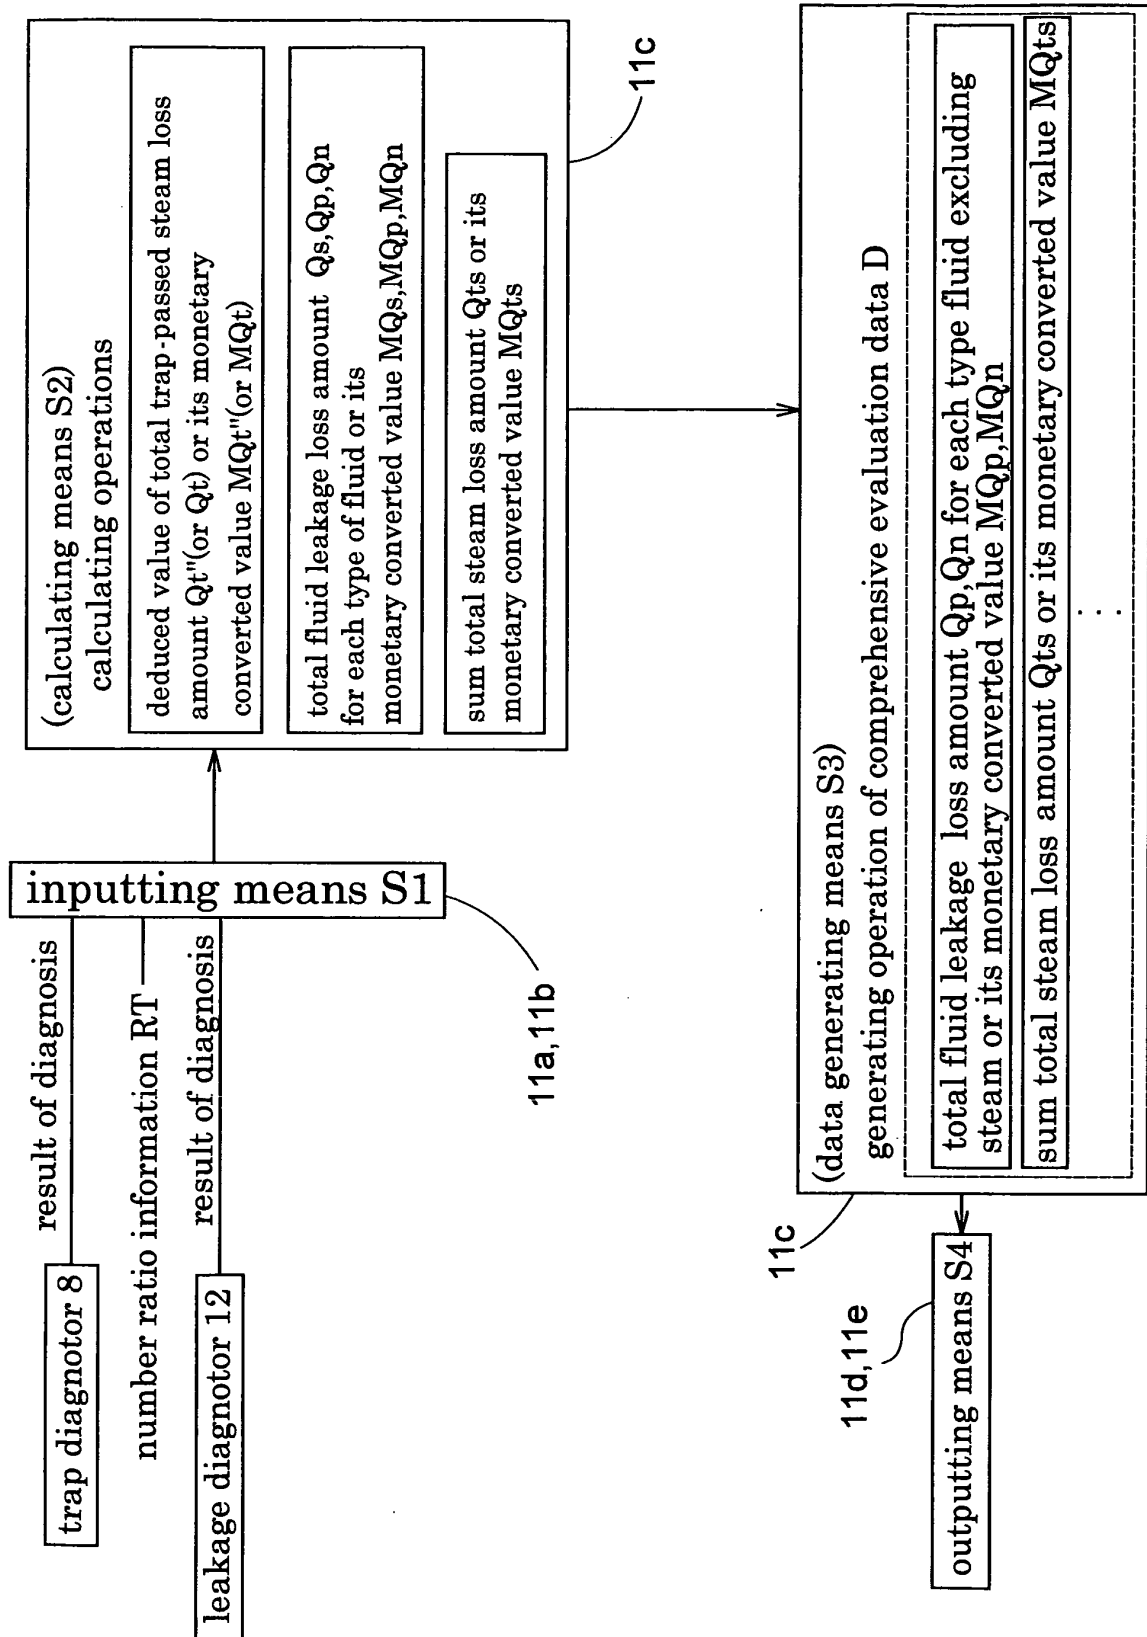 trap diagnotor 8
result of diagnosis
number ratio information RT
leakage diagnotor 12
result of diagnosis
inputting means S1
11a,11b
(calculating means S2)
calculating operations
deduced value of total trap-passed steam loss
amount Qt"(or Qt) or its monetary
converted value MQt"(or MQt)
total fluid leakage loss amount Qs,Qp,Qn
for each type of fluid or its
monetary converted value MQs,MQp,MQn
sum total steam loss amount Qts or its
monetary converted value MQts
11c
(data generating means S3)
generating operation of comprehensive evaluation data D
total fluid leakage loss amount Qp,Qn for each type fluid excluding
steam or its monetary converted value MQp,MQn
sum total steam loss amount Qts or its monetary converted value MQts
...
11c
11d,11e
outputting means S4